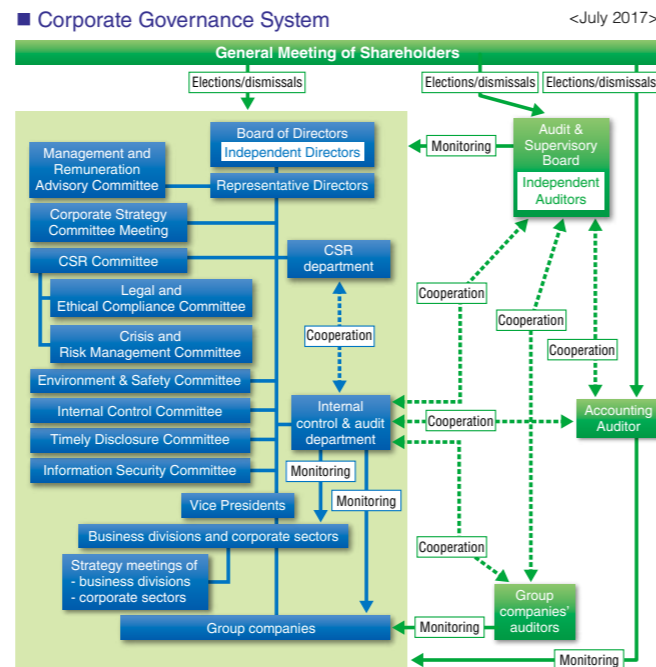 ■ Corporate Governance System
<July 2017>
General Meeting of Shareholders
Elections/dismissals
Elections/dismissals
Elections/dismissals
Board of Directors
Independent Directors
Management and
Remuneration
Advisory Committee
Representative Directors
Monitoring
Audit &
Supervisory
Board
Independent
Auditors
Corporate Strategy
Committee Meeting
CSR Committee
CSR
department
Legal and
Ethical Compliance Committee
Crisis and
Risk Management Committee
Cooperation
Cooperation
Cooperation
Cooperation
Environment & Safety Committee
Internal Control Committee
Timely Disclosure Committee
Information Security Committee
Internal
control & audit
department
Cooperation
Accounting
Auditor
Monitoring
Monitoring
Vice Presidents
Business divisions and corporate sectors
Strategy meetings of
- business divisions
- corporate sectors
Cooperation
Group
companies'
auditors
Group companies
Monitoring
Monitoring